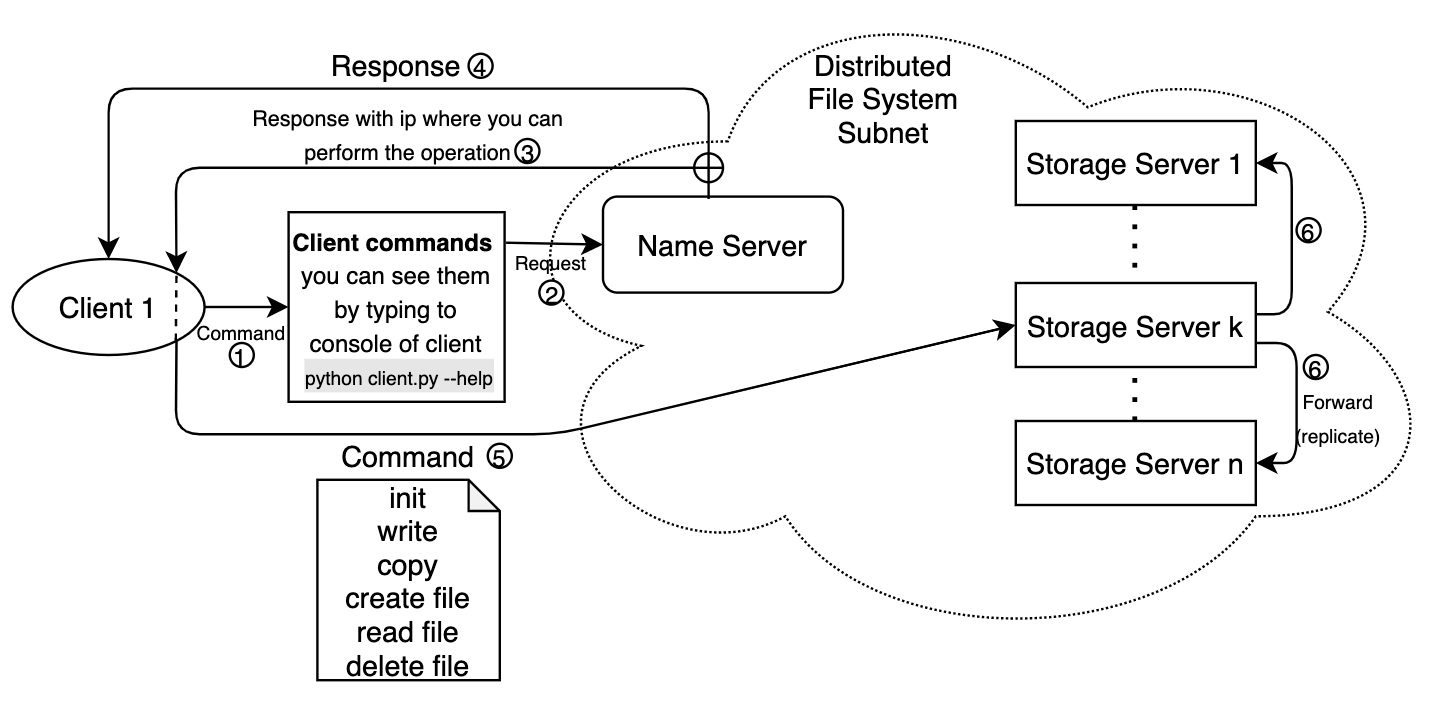 Response ④
Response with ip where you can
perform the operation ③
Distributed
File System
Subnet
Storage Server 1
Client commands
you can see them
by typing to
console of client
python client.py --help
Request
②
Name Server
⑥
Client 1
Command
①
Storage Server k
⑥
Forward
(replicate)
Storage Server n
Command ⑤
init
write
copy
create file
read file
delete file